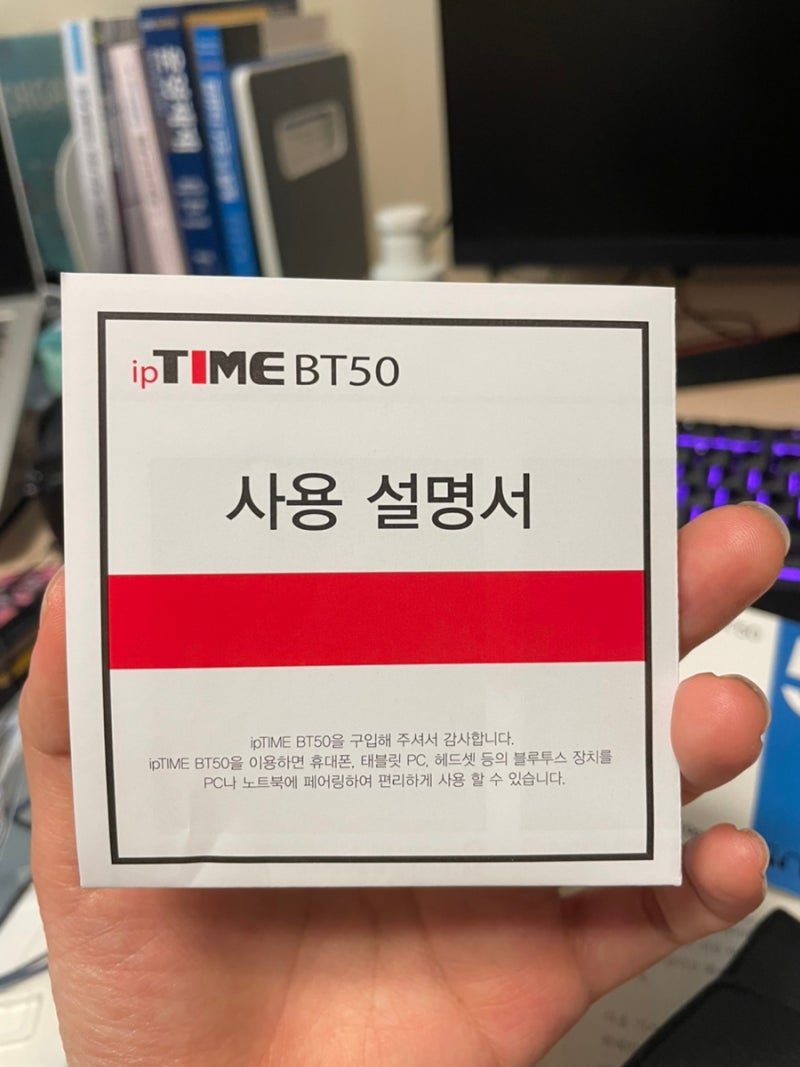 ipTIME BT50
사용 설명서
ipTIME BT50을 구입해 주셔서 감사합니다.
ipTIME BT50을 이용하면 휴대폰, 태블릿 PC, 헤드셋 등의 블루투스 장치를
PC나 노트북에 페어링하여 편리하게 사용 할 수 있습니다.